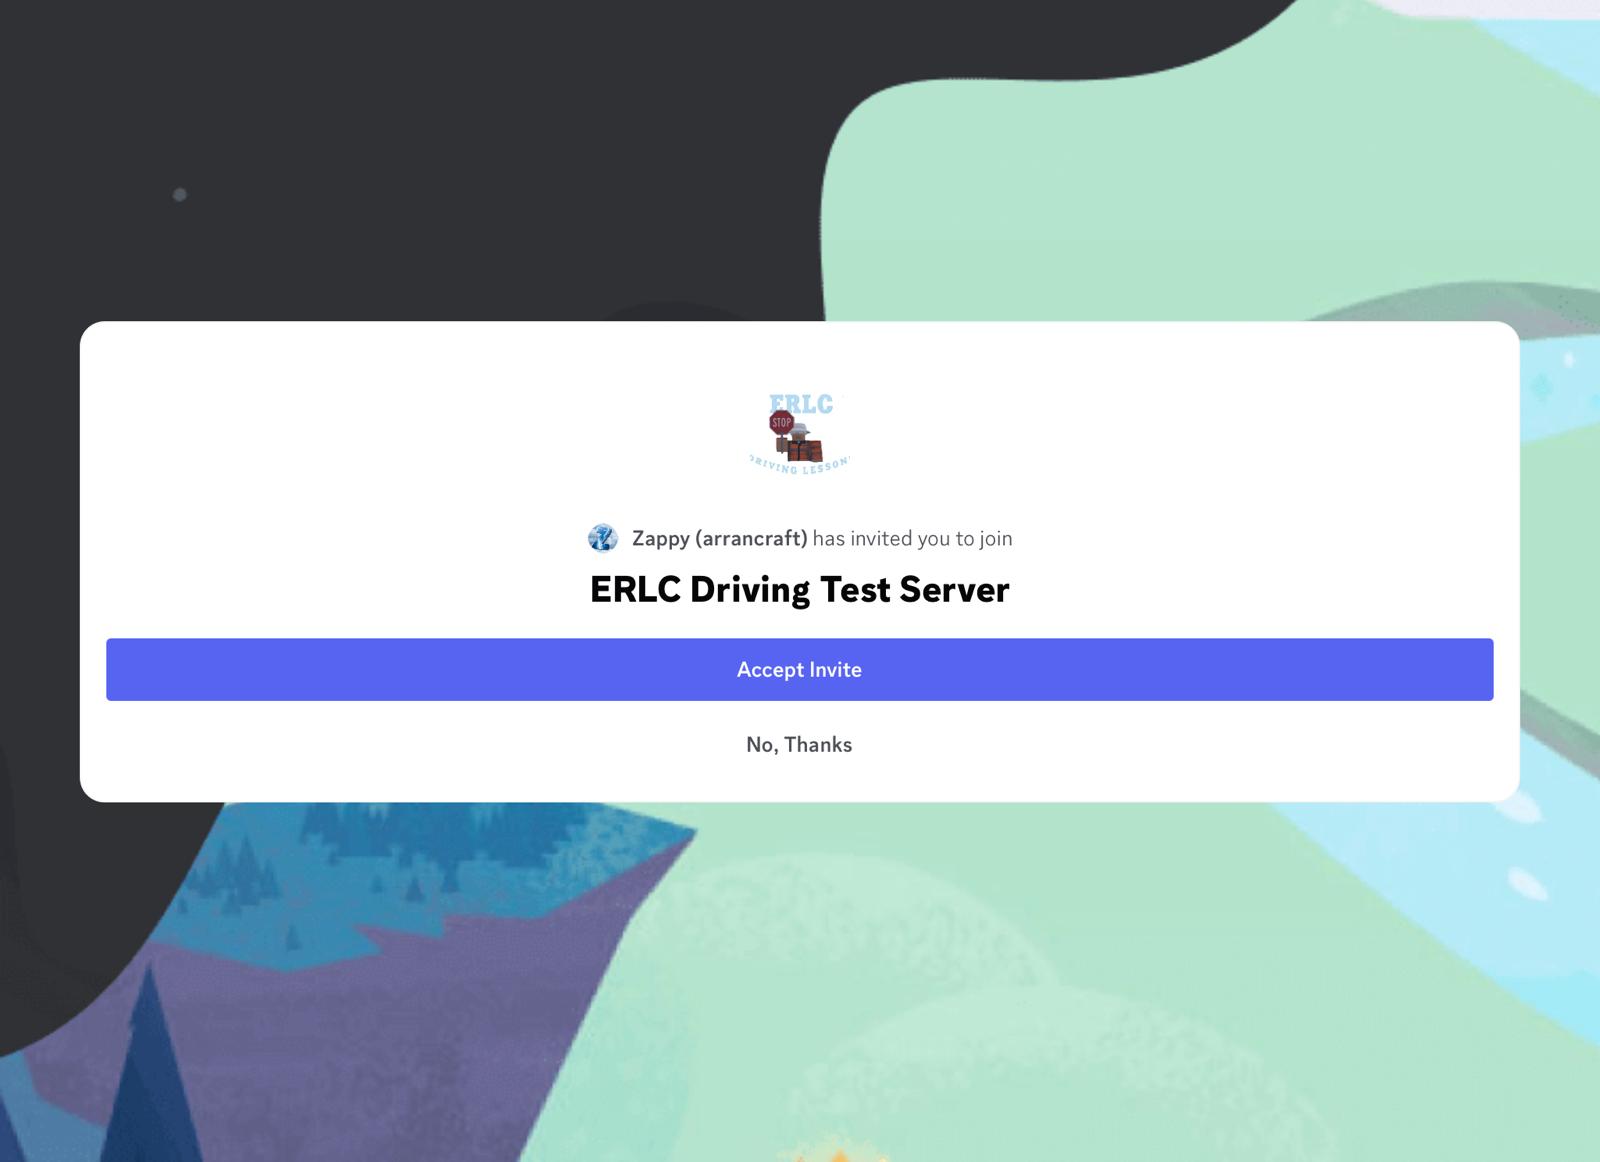 ERLC
STOP
DRIVING LESSON
Zappy (arrancraft) has invited you to join
ERLC Driving Test Server
Accept Invite
No, Thanks